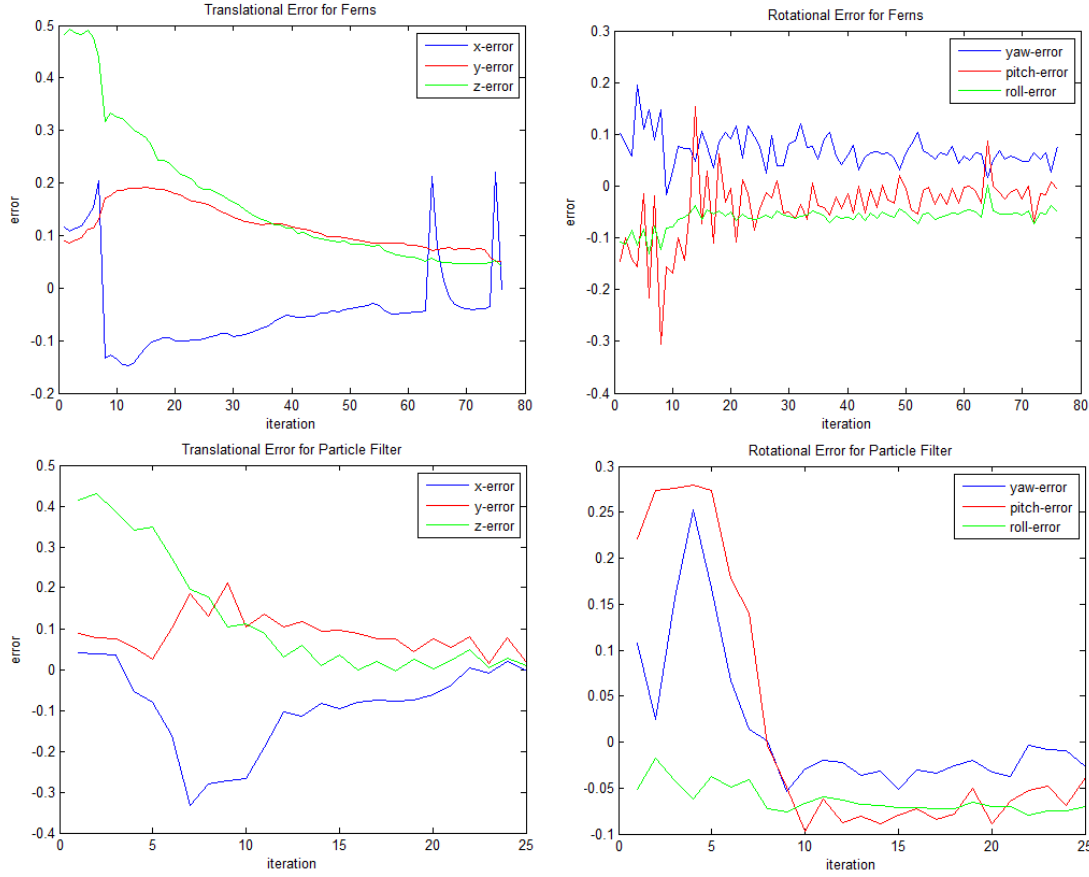 Translational Error for Ferns
0.5
0.4
0.3
0.2
0.1
0
-0.1
-0.2
error
x-error
y-error
z-error
0 10 20 30 40 50 60 70 80
iteration
Rotational Error for Ferns
0.3
0.2
0.1
0
-0.1
-0.2
-0.3
-0.4
error
yaw-error
pitch-error
roll-error
0 10 20 30 40 50 60 70 80
iteration
Translational Error for Particle Filter
0.5
0.4
0.3
0.2
0.1
0
-0.1
-0.2
-0.3
-0.4
error
x-error
y-error
z-error
0 5 10 15 20 25
iteration
Rotational Error for Particle Filter
0.3
0.25
0.2
0.15
0.1
0.05
0
-0.05
-0.1
error
yaw-error
pitch-error
roll-error
0 5 10 15 20 25
iteration